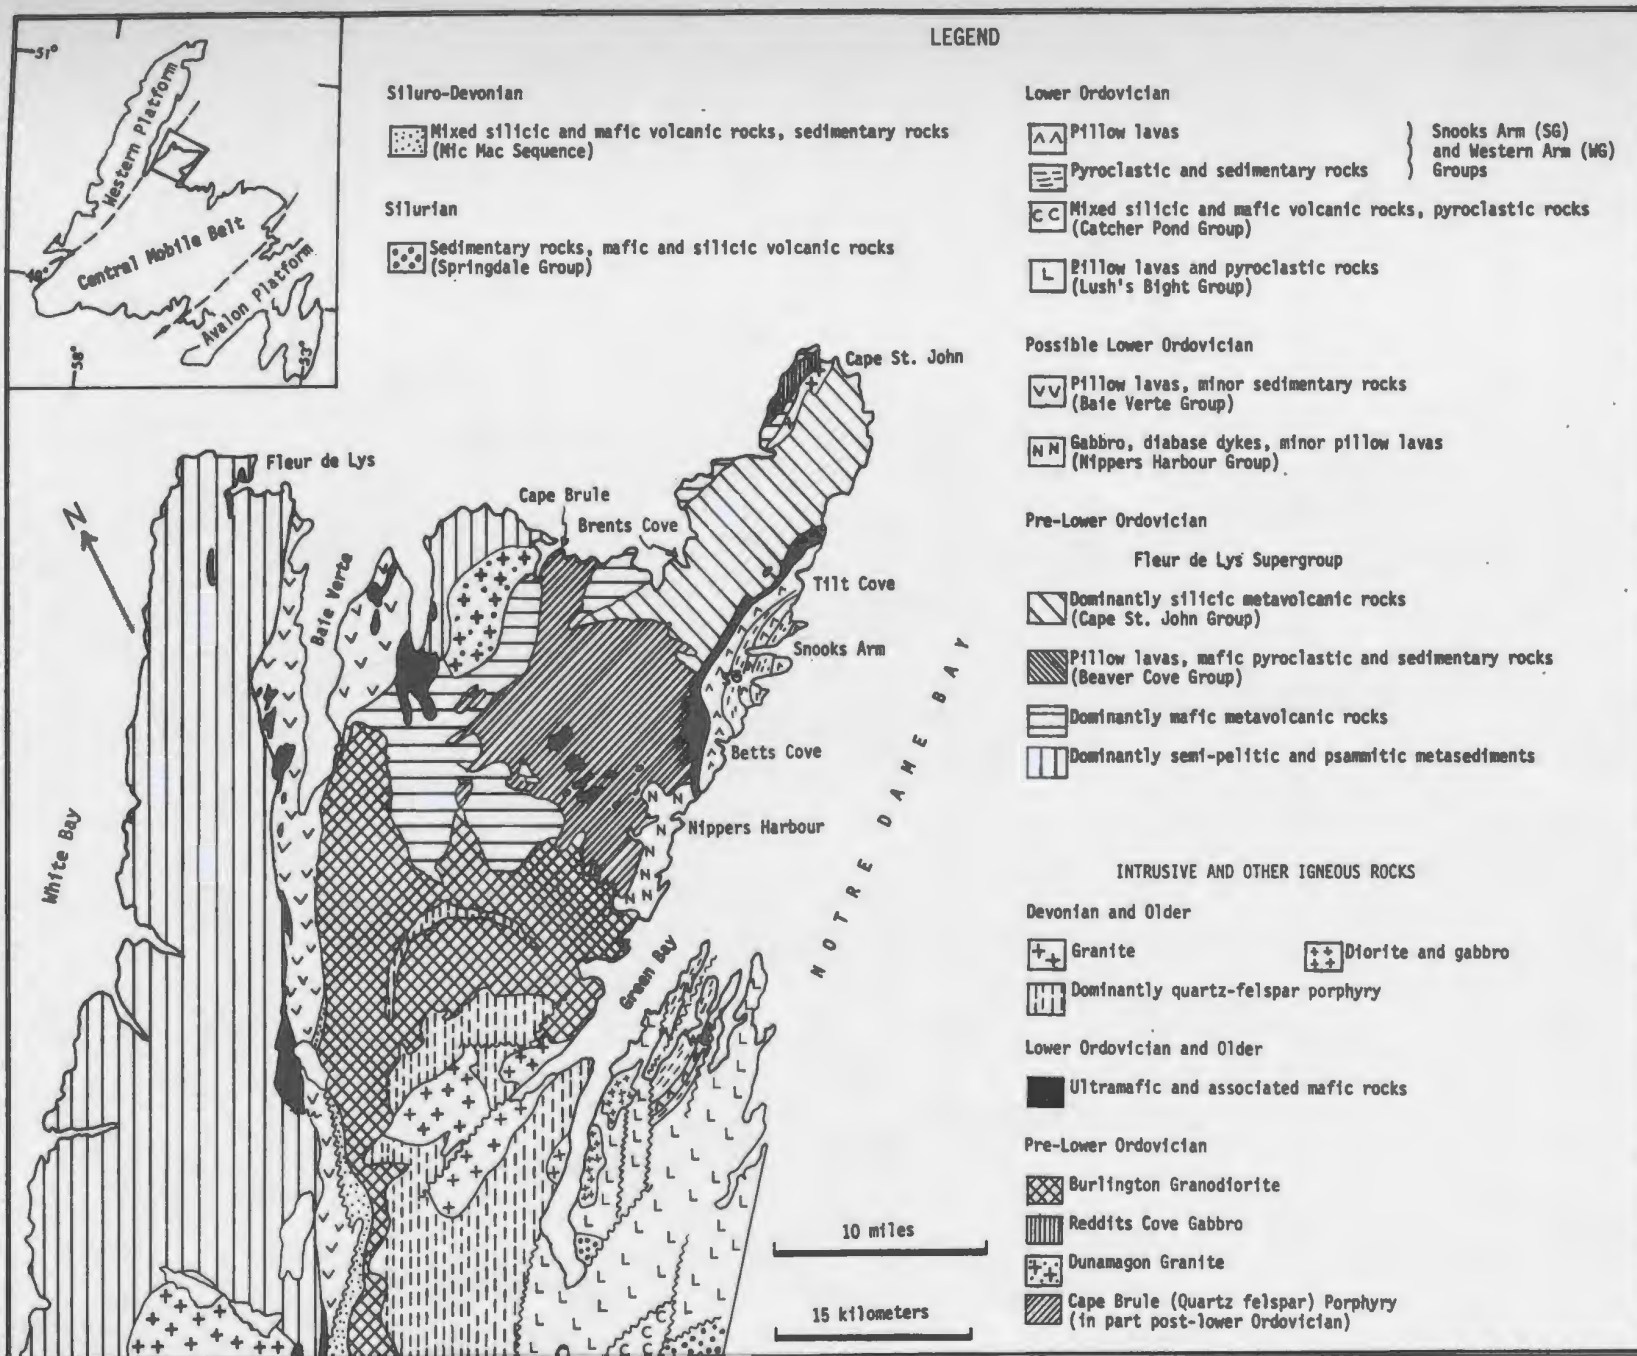 LEGEND
51°
Western Platform
Central Mobile Belt
Avalon Platform
58°
53°
Siluro-Devonian
Mixed silicic and mafic volcanic rocks, sedimentary rocks
(Mic Mac Sequence)
Silurian
Sedimentary rocks, mafic and silicic volcanic rocks
(Springdale Group)
Lower Ordovician
Pillow lavas
Pyroclastic and sedimentary rocks
Snooks Arm (SG)
and Western Arm (WG)
Groups
C C
Mixed silicic and mafic volcanic rocks, pyroclastic rocks
(Catcher Pond Group)
L
Pillow lavas and pyroclastic rocks
(Lush's Bight Group)
Possible Lower Ordovician
V V
Pillow lavas, minor sedimentary rocks
(Baie Verte Group)
N N
Gabbro, diabase dykes, minor pillow lavas
(Nippers Harbour Group)
Pre-Lower Ordovician
Fleur de Lys Supergroup
Dominantly silicic metavolcanic rocks
(Cape St. John Group)
Pillow lavas, mafic pyroclastic and sedimentary rocks
(Beaver Cove Group)
Dominantly mafic metavolcanic rocks
Dominantly semi-pelitic and psammitic metasediments
INTRUSIVE AND OTHER IGNEOUS ROCKS
Devonian and Older
Granite
Diorite and gabbro
Dominantly quartz-felspar porphyry
Lower Ordovician and Older
Ultramafic and associated mafic rocks
Pre-Lower Ordovician
Burlington Granodiorite
Reddits Cove Gabbro
Dunamagon Granite
Cape Brule (Quartz felspar) Porphyry
(in part post-lower Ordovician)
Cape St. John
Fleur de Lys
N
Cape Brule
Brents Cove
Baie Verte
Tilt Cove
Snooks Arm
SG
Betts Cove
Nippers Harbour
White Bay
Green Bay
NOTRE DAME BAY
10 miles
15 kilometers